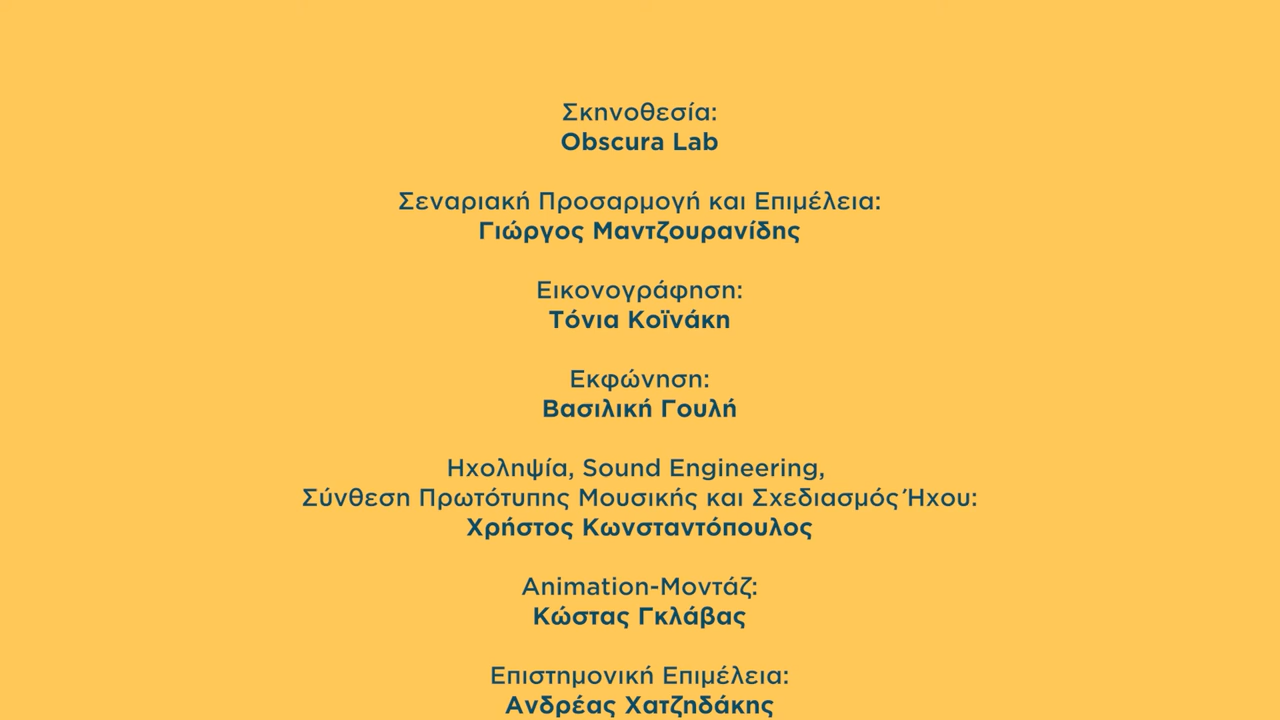 Σκηνοθεσία:
Obscura Lab
Σεναριακή Προσαρμογή και Επιμέλεια:
Γιώργος Μαντζουρανίδης
Εικονογράφηση:
Τόνια Κοϊνάκη
Εκφώνηση:
Βασιλική Γουλή
Ηχοληψία, Sound Engineering,
Σύνθεση Πρωτότυπης Μουσικής και Σχεδιασμός Ήχου:
Χρήστος Κωνσταντόπουλος
Animation-Μοντάζ:
Κώστας Γκλάβας
Επιστημονική Επιμέλεια:
Ανδρέας Χατζηδάκης